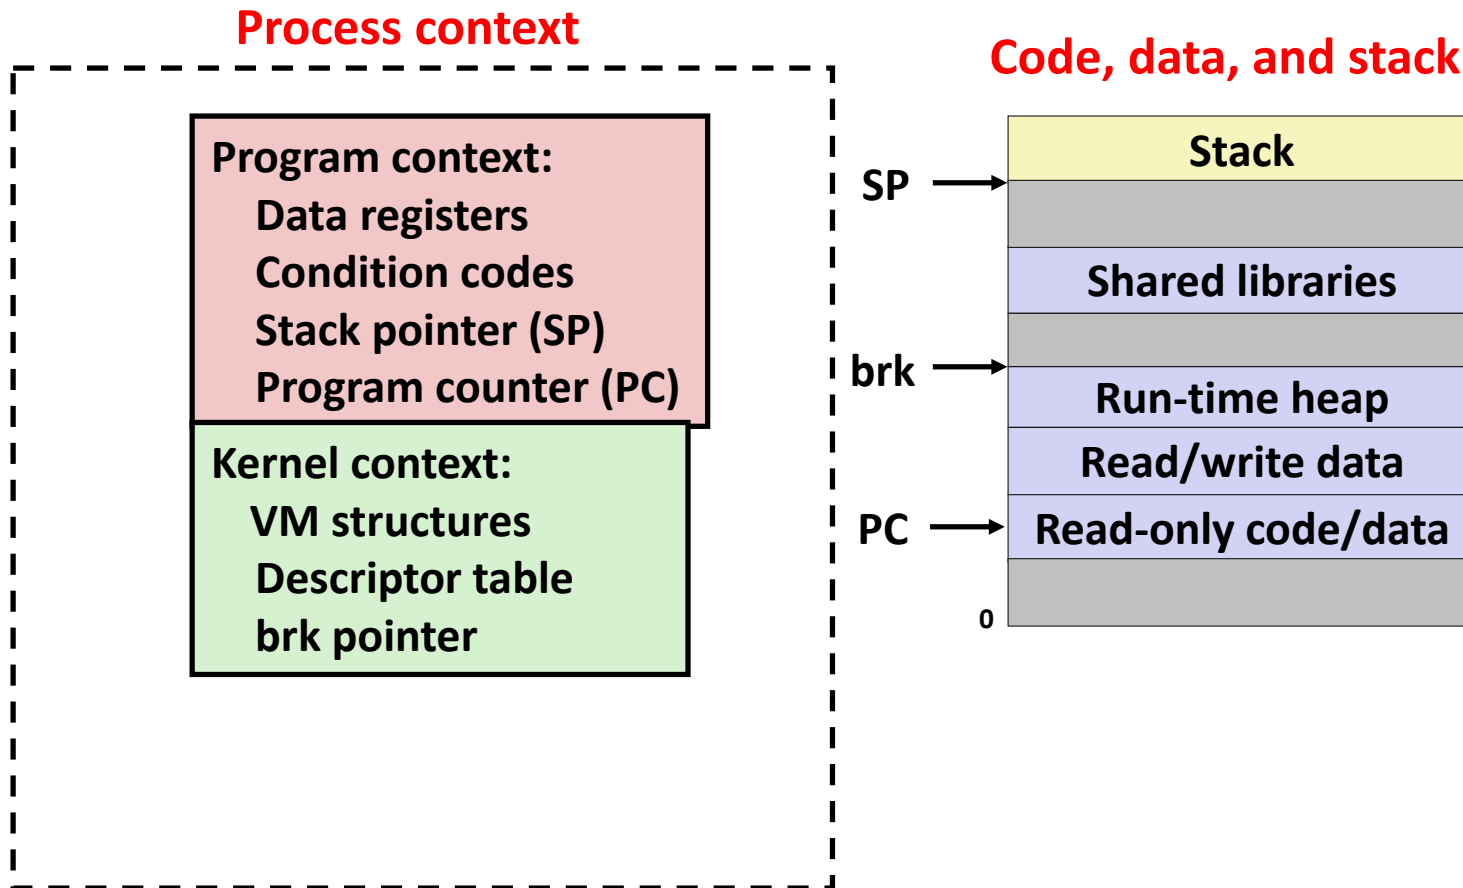 Process context
Program context:
Data registers
Condition codes
Stack pointer (SP)
Program counter (PC)
Kernel context:
VM structures
Descriptor table
brk pointer
Code, data, and stack
Stack
SP
Shared libraries
brk
Run-time heap
Read/write data
PC
Read-only code/data
0